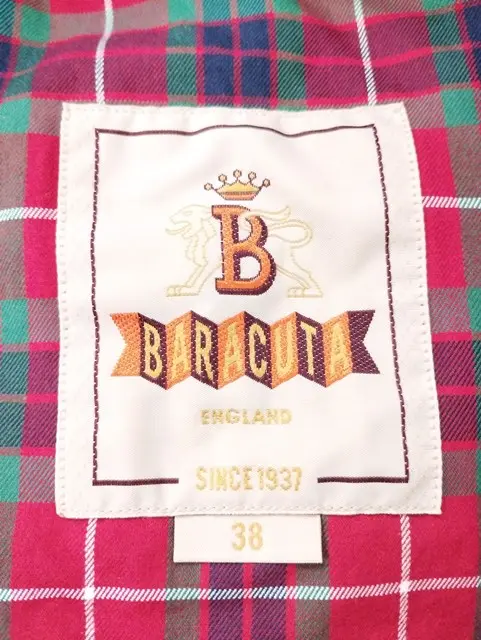 B
BARACUTA
ENGLAND
SINCE 1937
38